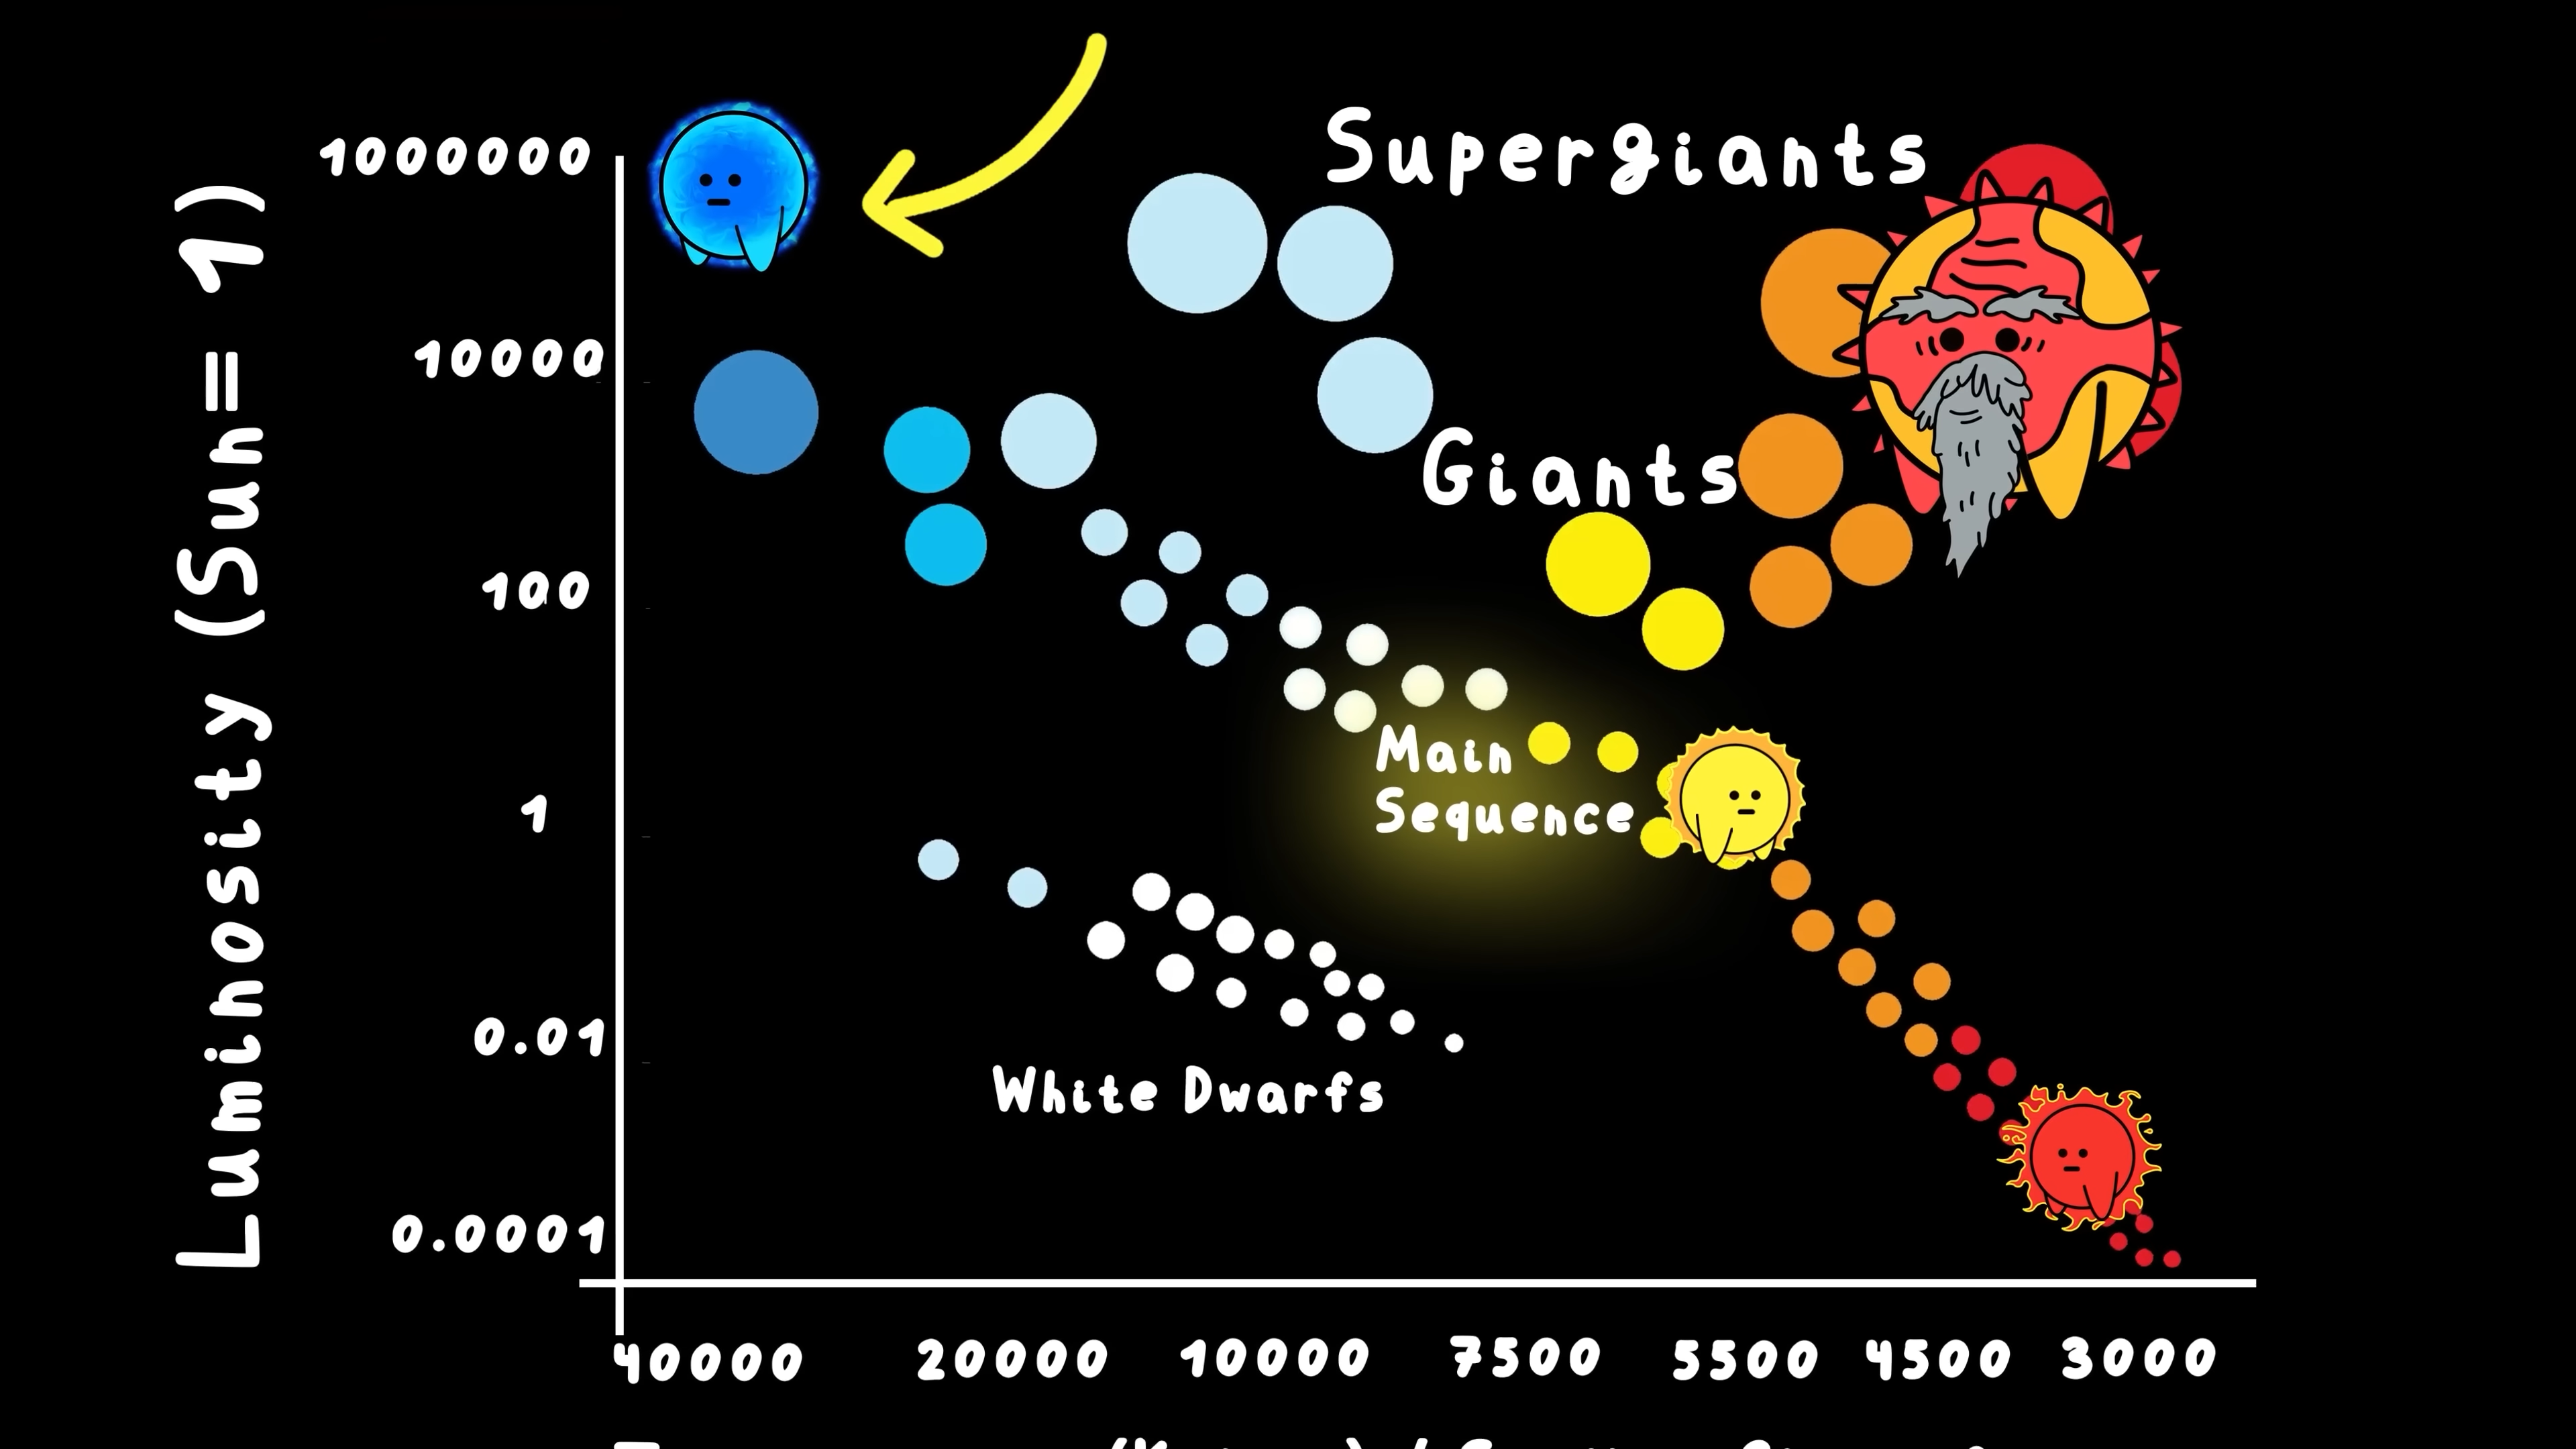 Luminosity (Sun= 1)
1000000
10000
100
1
0.01
0.0001
Supergiants
Giants
Main
Sequence
White Dwarfs
40000 20000 10000 7500 5500 4500 3000